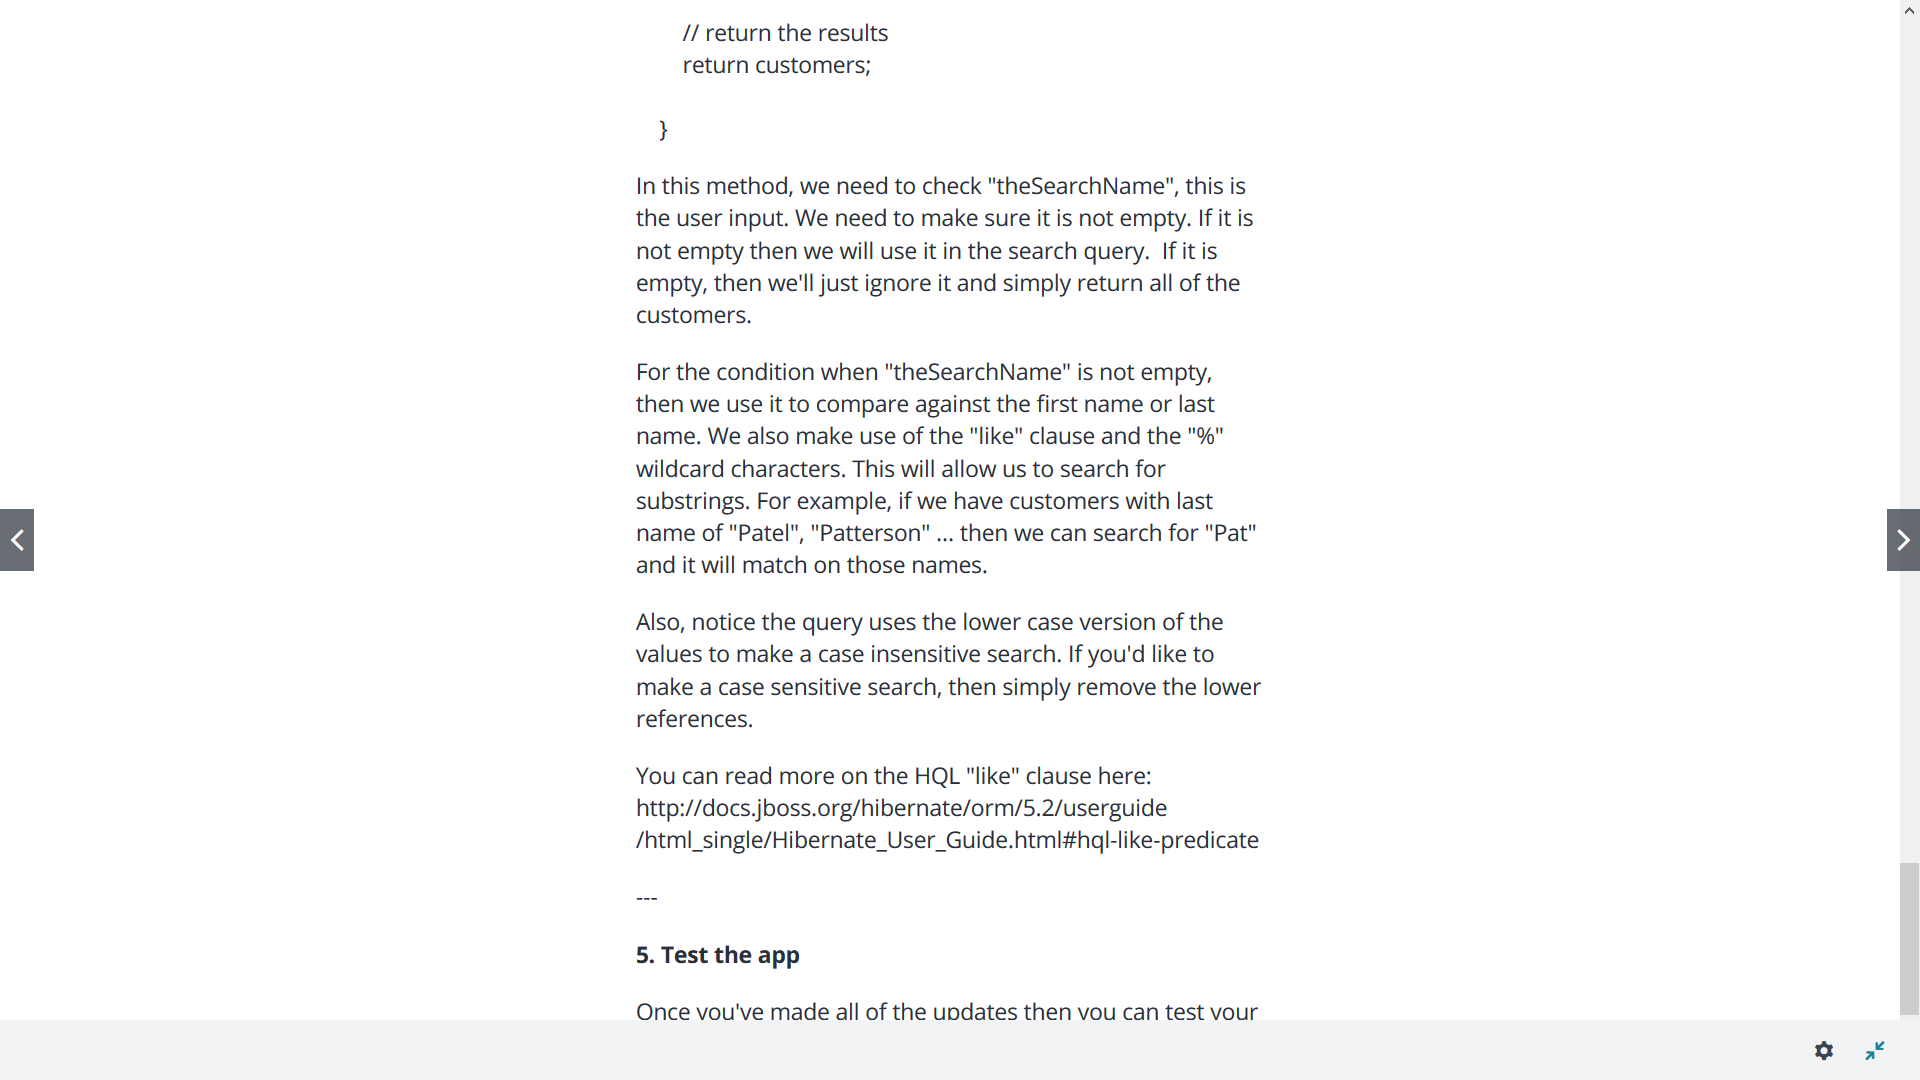 // return the results
return customers;
}
In this method, we need to check "theSearchName", this is
the user input. We need to make sure it is not empty. If it is
not empty then we will use it in the search query.  If it is
empty, then we'll just ignore it and simply return all of the
customers.
For the condition when "theSearchName" is not empty,
then we use it to compare against the first name or last
name. We also make use of the "like" clause and the "%"
wildcard characters. This will allow us to search for
substrings. For example, if we have customers with last
name of "Patel", "Patterson" ... then we can search for "Pat"
and it will match on those names.
Also, notice the query uses the lower case version of the
values to make a case insensitive search. If you'd like to
make a case sensitive search, then simply remove the lower
references.
You can read more on the HQL "like" clause here:
http://docs.jboss.org/hibernate/orm/5.2/userguide
/html_single/Hibernate_User_Guide.html#hql-like-predicate
---
5. Test the app
Once you've made all of the updates then you can test your